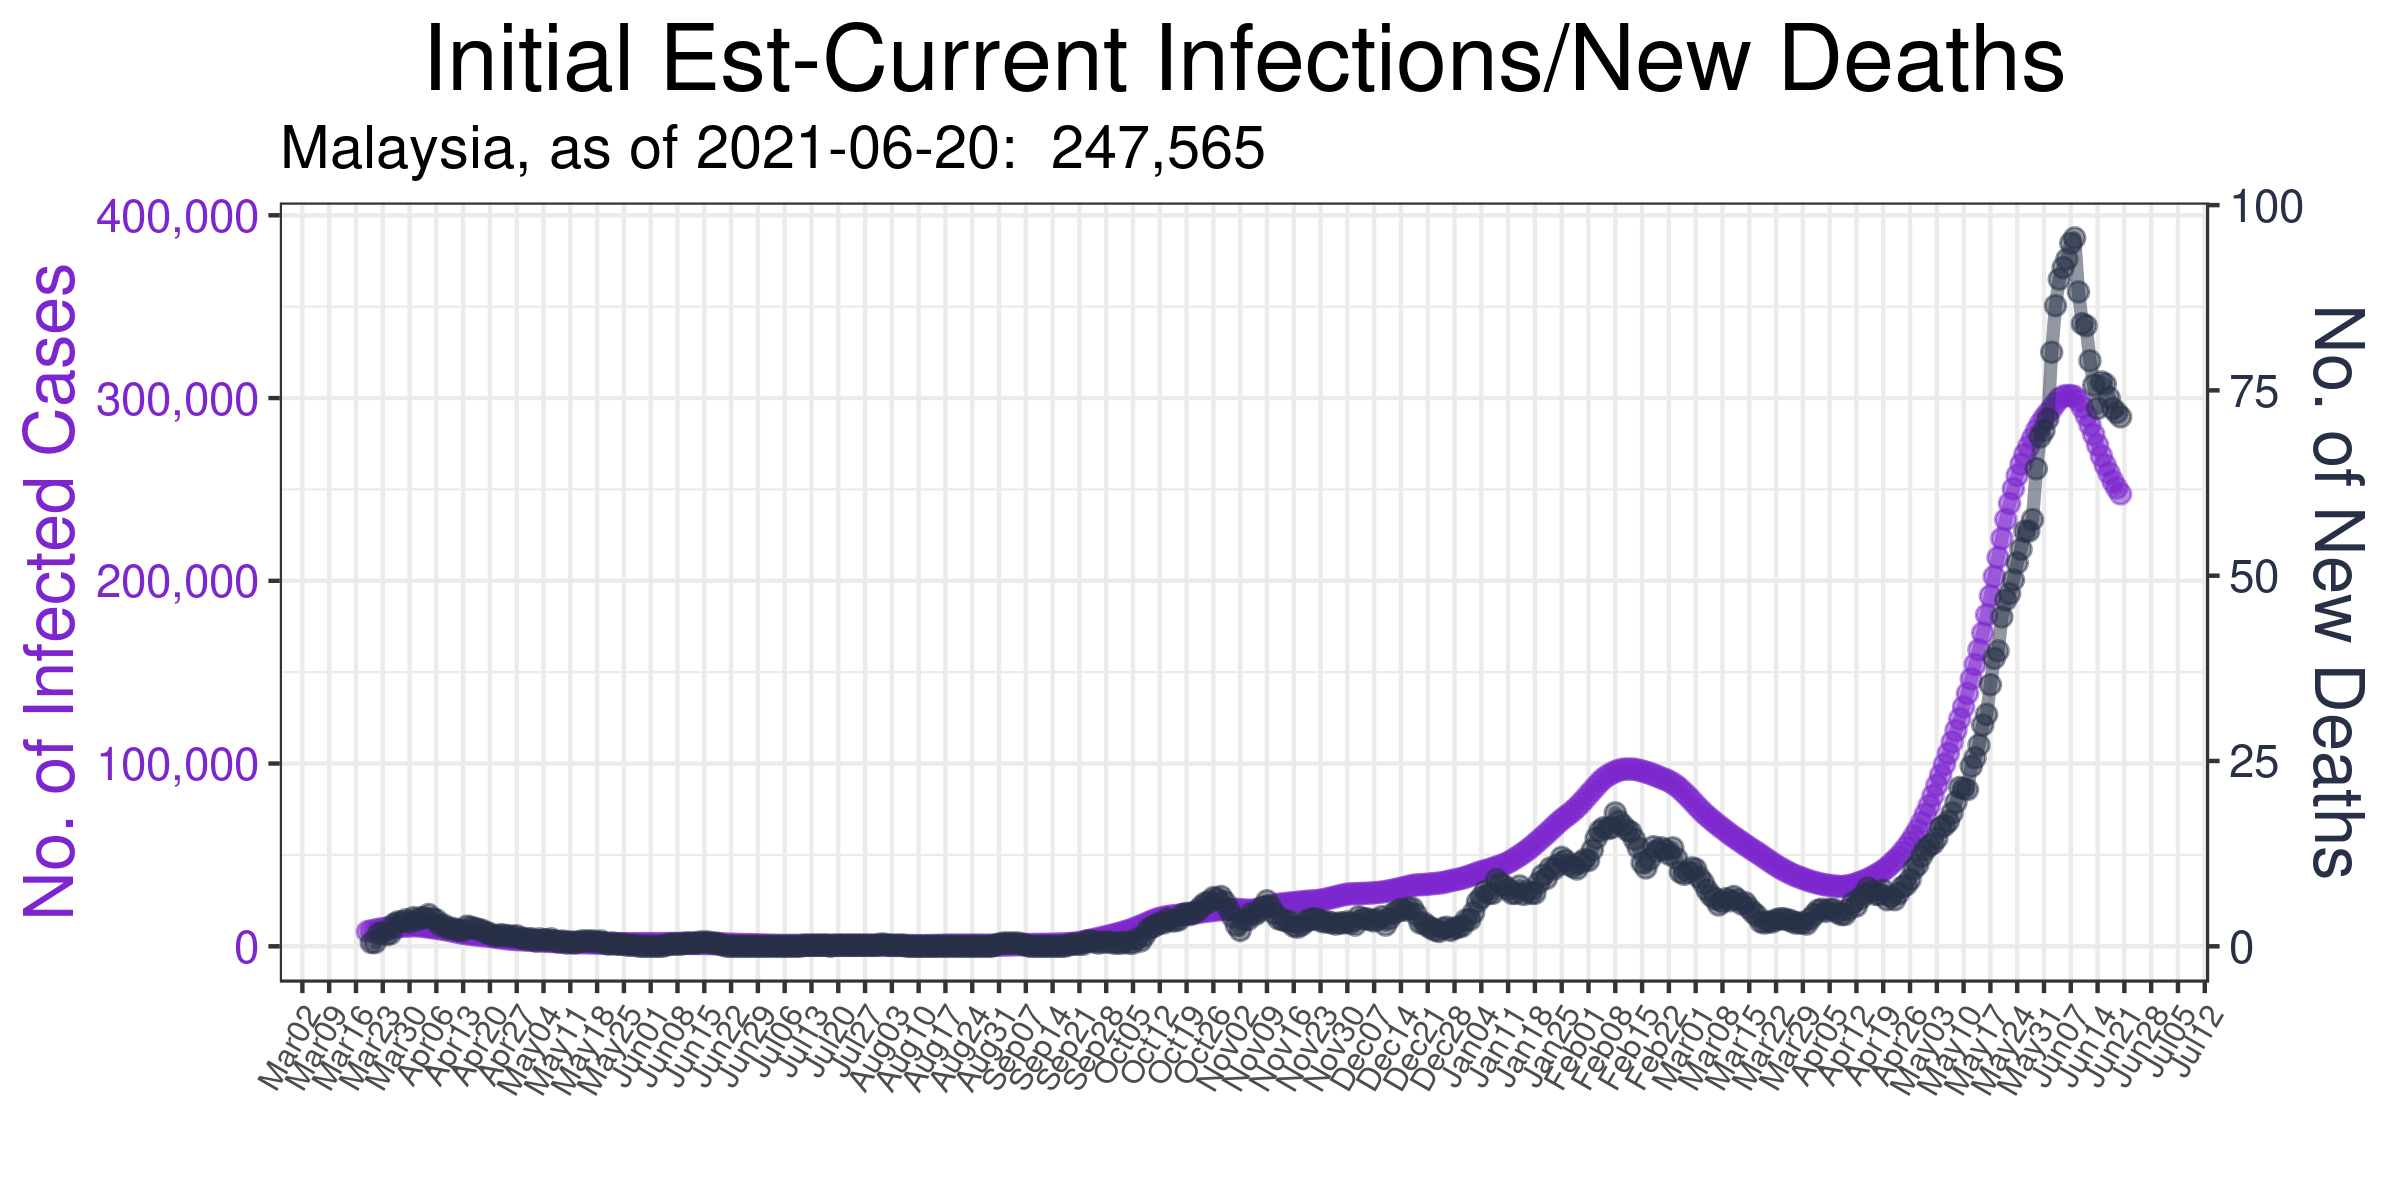 Initial Est-Current Infections/New Deaths
Malaysia, as of 2021-06-20: 247,565
No. of Infected Cases
400,000
300,000
200,000
100,000
0
100
75
50
25
0
No. of New Deaths
Mar02
Mar09
Mar16
Mar23
Mar30
Apr06
Apr13
Apr20
Apr27
May04
May11
May18
May25
Jun01
Jun08
Jun15
Jun22
Jun29
Jul06
Jul13
Jul20
Jul27
Aug03
Aug10
Aug17
Aug24
Aug31
Sep07
Sep14
Sep21
Sep28
Oct05
Oct12
Oct19
Oct26
Nov02
Nov09
Nov16
Nov23
Nov30
Dec07
Dec14
Dec21
Dec28
Jan04
Jan11
Jan18
Jan25
Feb01
Feb08
Feb15
Feb22
Mar01
Mar08
Mar15
Mar22
Mar29
Apr05
Apr12
Apr19
Apr26
May03
May10
May17
May24
May31
Jun07
Jun14
Jun21
Jun28
Jul05
Jul12